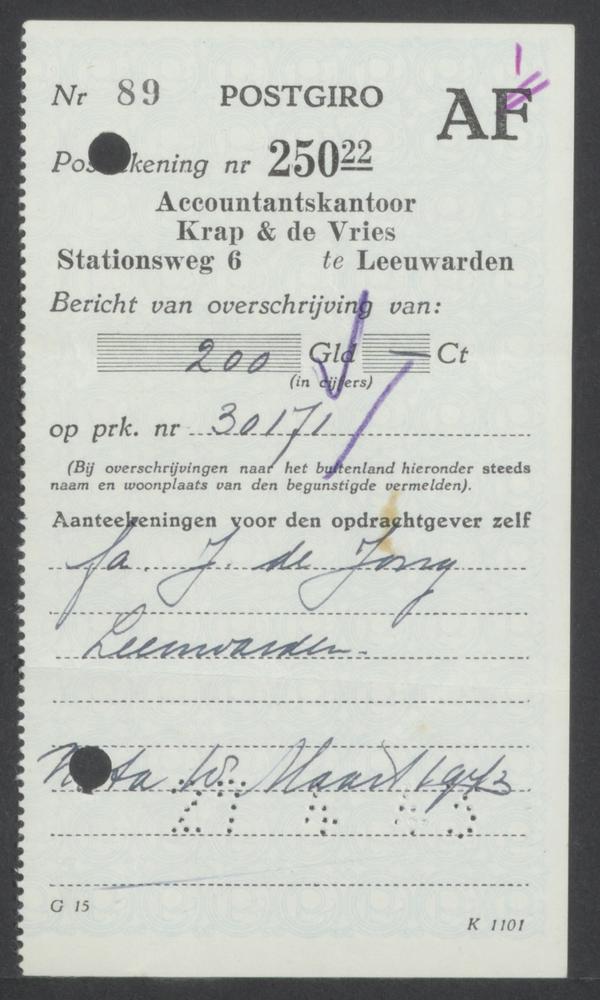 Nr 89 POSTGIRO AF
Pos kening nr 250²²
Accountantskantoor
Krap & de Vries
Stationsweg 6 te Leeuwarden
Bericht van overschrijving van:
200 Gld — Ct
(in cijfers)
op prk. nr 30171
(Bij overschrijvingen naar het buitenland hieronder steeds
naam en woonplaats van den begunstigde vermelden).
Aanteekeningen voor den opdrachtgever zelf
fa. J. de Jong
Leeuwarden.
Nota Maart 1943
G 15
K 1101